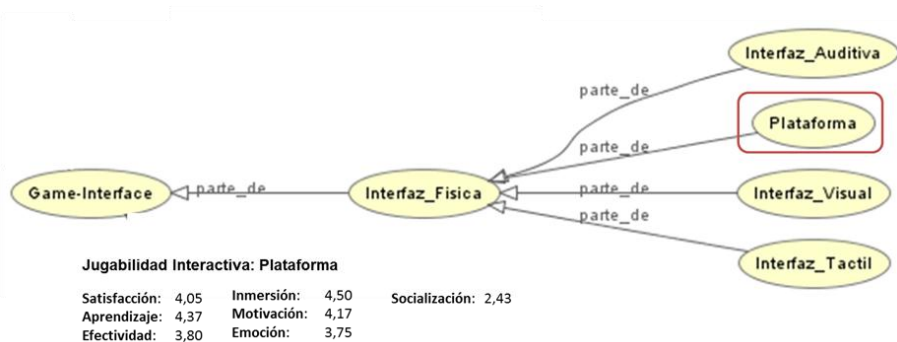 Interfaz_Auditiva
parte_de
Plataforma
parte_de
Game-Interface
parte_de
Interfaz_Fisica
parte_de
Interfaz_Visual
parte_de
Interfaz_Tactil
Jugabilidad Interactiva: Plataforma
Satisfacción: 4,05 Inmersión: 4,50 Socialización: 2,43
Aprendizaje: 4,37 Motivación: 4,17
Efectividad: 3,80 Emoción: 3,75